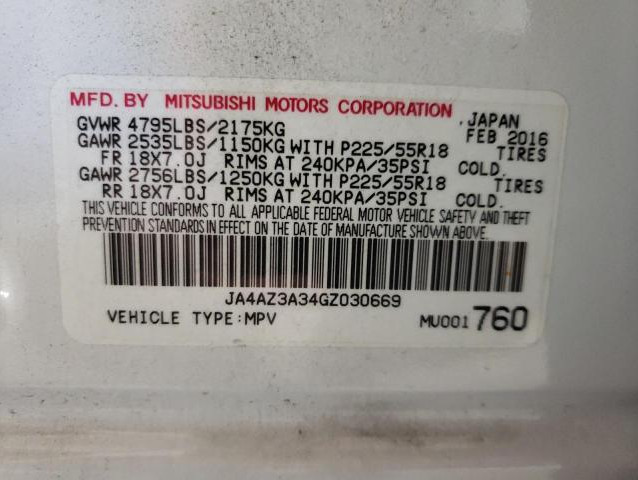 MFD. BY MITSUBISHI MOTORS CORPORATION, JAPAN
GVWR 4795LBS/2175KG FEB 2016
GAWR 2535LBS/1150KG WITH P225/55R18 TIRES
FR 18X7.0J RIMS AT 240KPA/35PSI COLD.
GAWR 2756LBS/1250KG WITH P225/55R18 TIRES
RR 18X7.0J RIMS AT 240KPA/35PSI COLD.
THIS VEHICLE CONFORMS TO ALL APPLICABLE FEDERAL MOTOR VEHICLE SAFETY AND THEFT
PREVENTION STANDARDS IN EFFECT ON THE DATE OF MANUFACTURE SHOWN ABOVE.
JA4AZ3A34GZ030669
VEHICLE TYPE:MPV MU001760